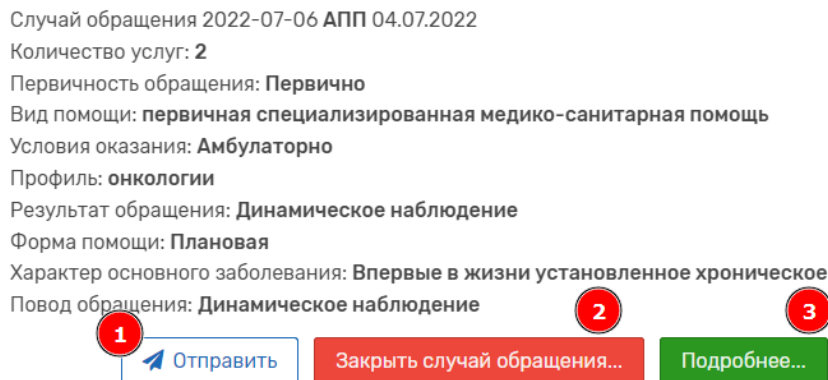 Случай обращения 2022-07-06 АПП 04.07.2022
Количество услуг: 2
Первичность обращения: Первично
Вид помощи: первичная специализированная медико-санитарная помощь
Условия оказания: Амбулаторно
Профиль: онкологии
Результат обращения: Динамическое наблюдение
Форма помощи: Плановая
Характер основного заболевания: Впервые в жизни установленное хроническое
Повод обращения: Динамическое наблюдение
1 2 3
Отправить Закрыть случай обращения... Подробнее...